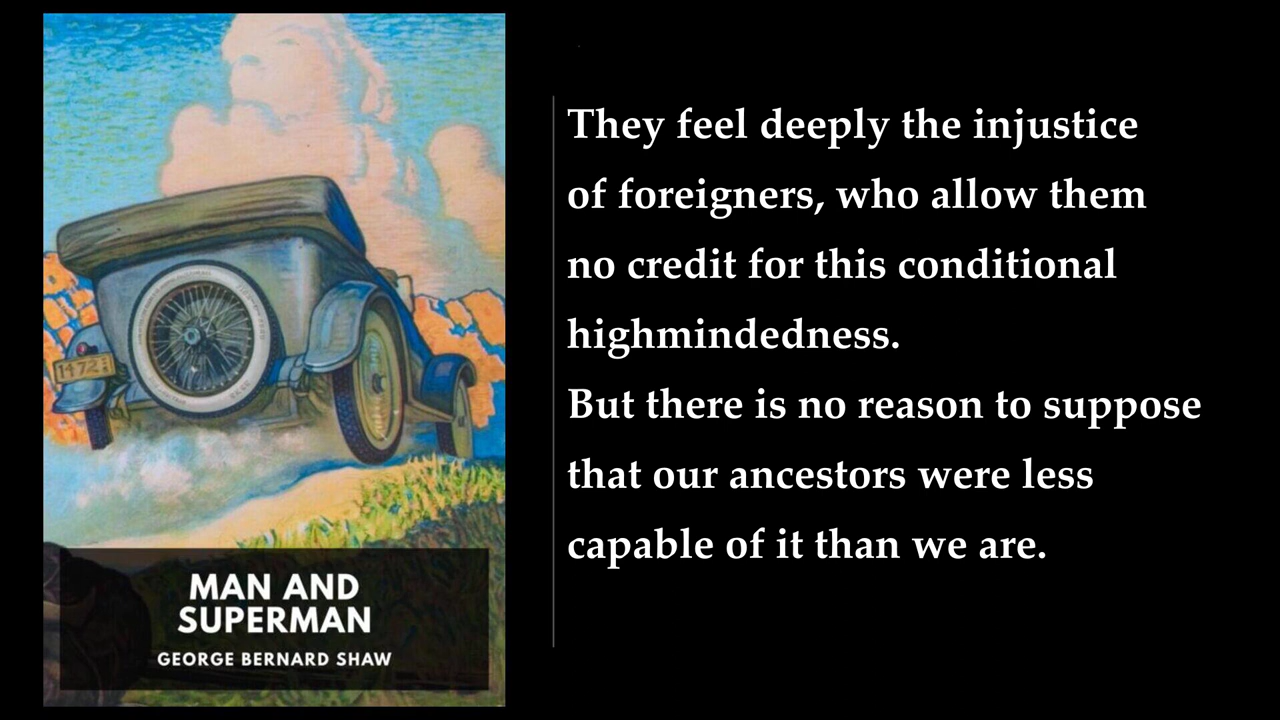 1472
MAN AND
SUPERMAN
GEORGE BERNARD SHAW
They feel deeply the injustice
of foreigners, who allow them
no credit for this conditional
highmindedness.
But there is no reason to suppose
that our ancestors were less
capable of it than we are.